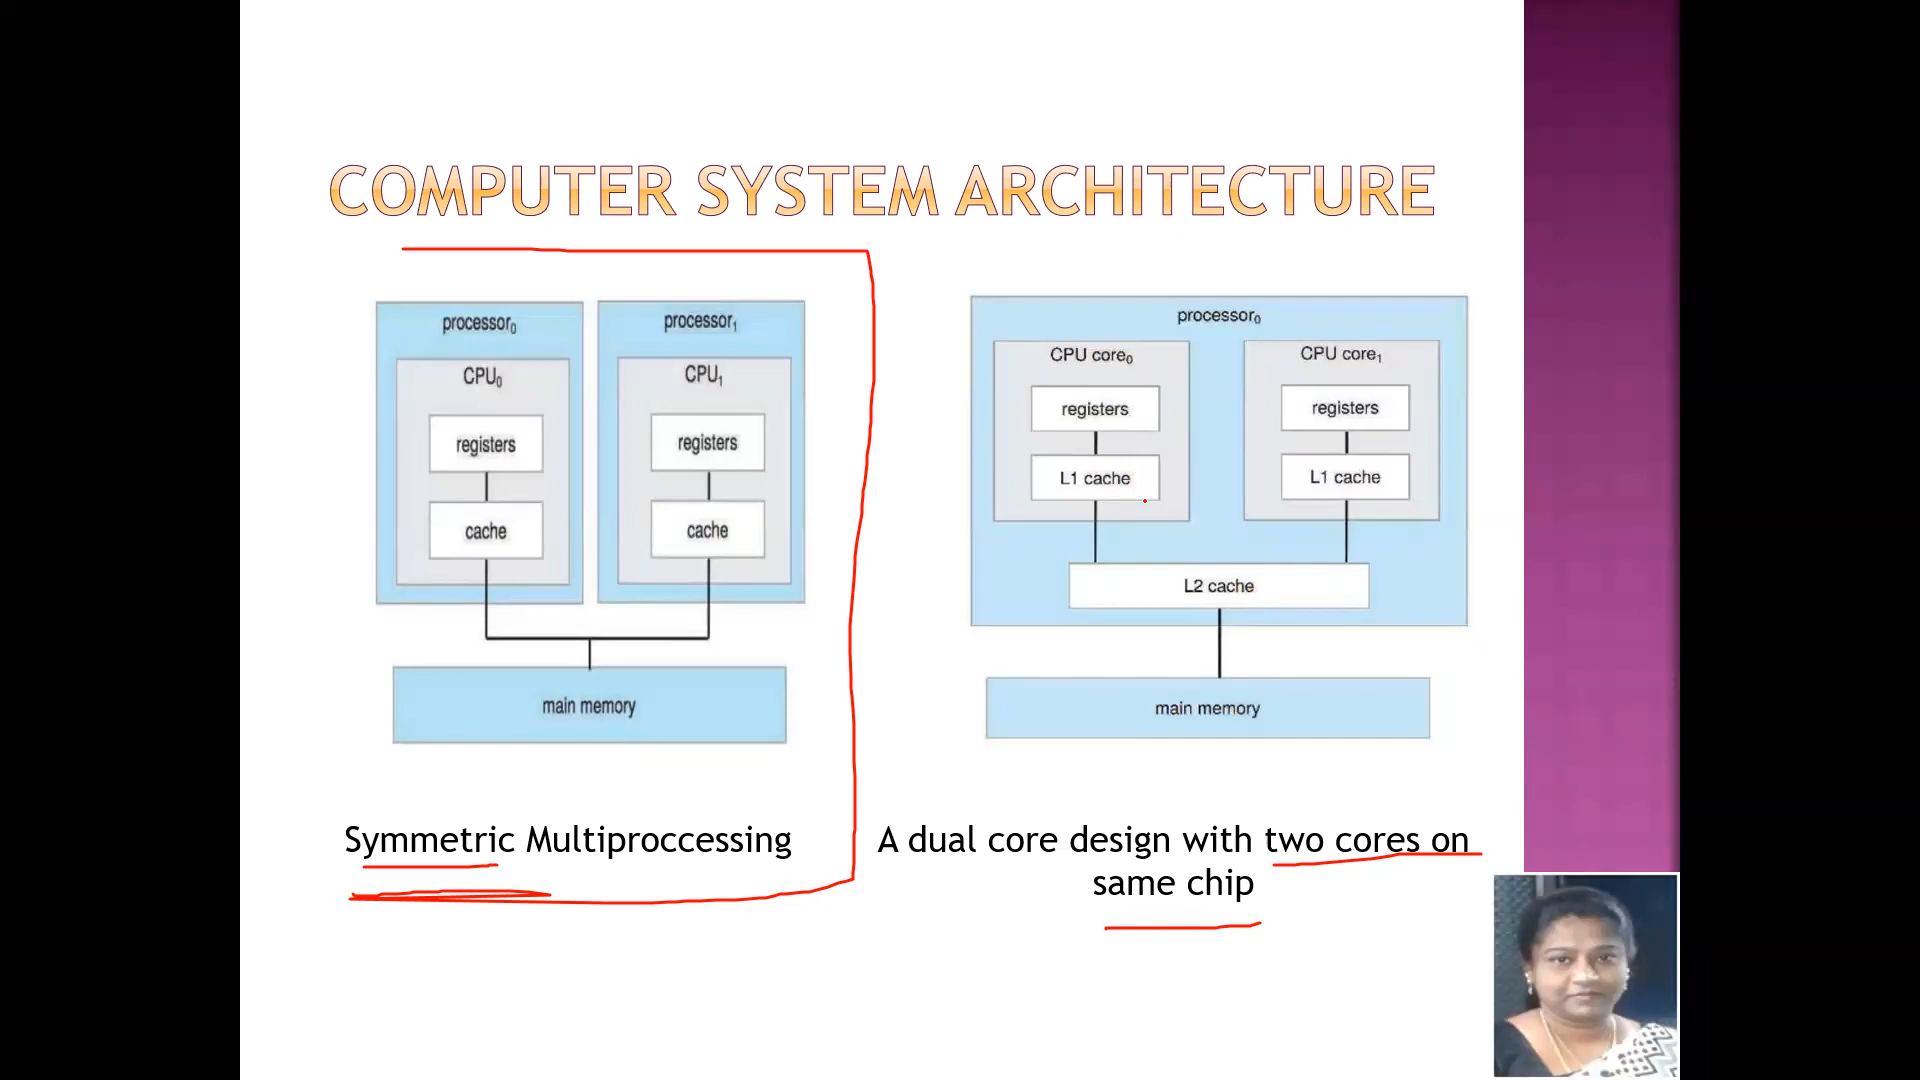 COMPUTER SYSTEM ARCHITECTURE
processor₀
CPU₀
registers
cache
processor₁
CPU₁
registers
cache
main memory
Symmetric Multiproccessing
processor₀
CPU core₀
registers
L1 cache
CPU core₁
registers
L1 cache
L2 cache
main memory
A dual core design with two cores on
same chip